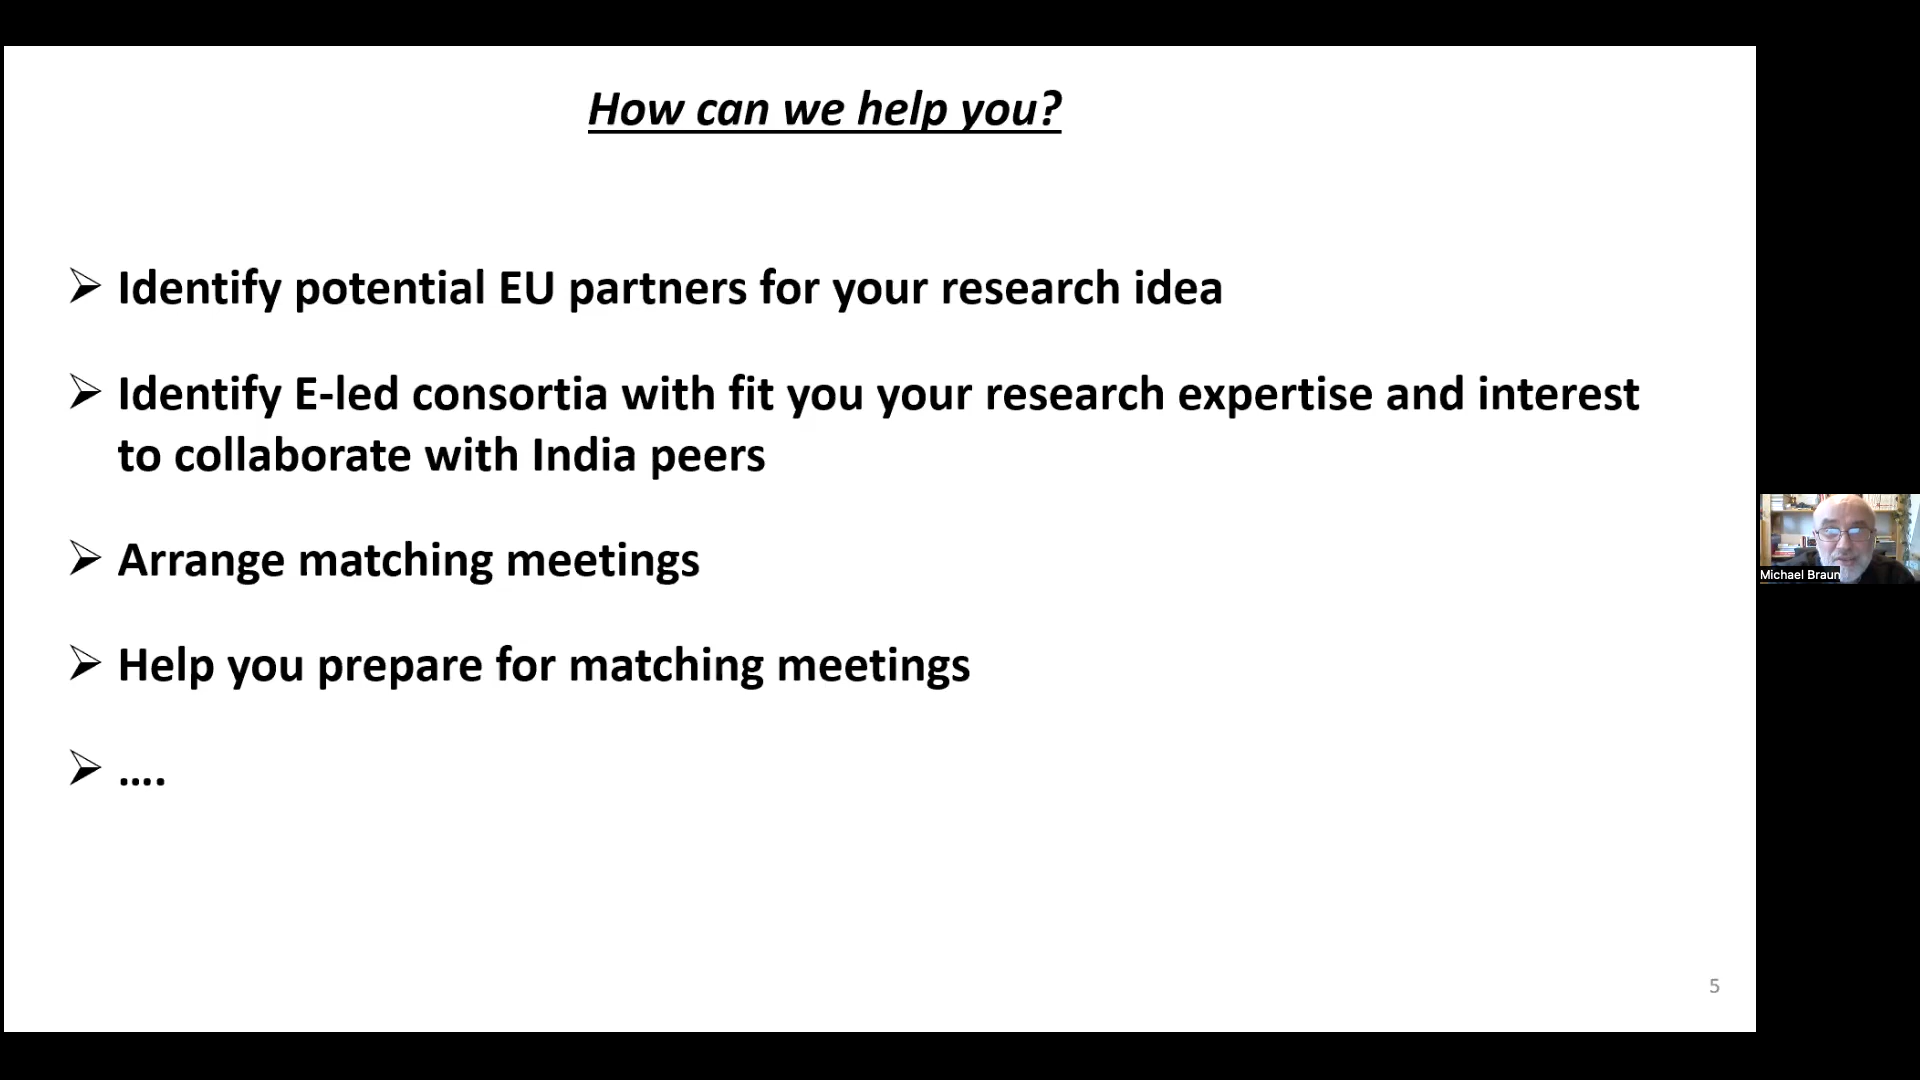 How can we help you?
Identify potential EU partners for your research idea
Identify E-led consortia with fit you your research expertise and interest
to collaborate with India peers
Arrange matching meetings
Michael Braun
Help you prepare for matching meetings
....
5